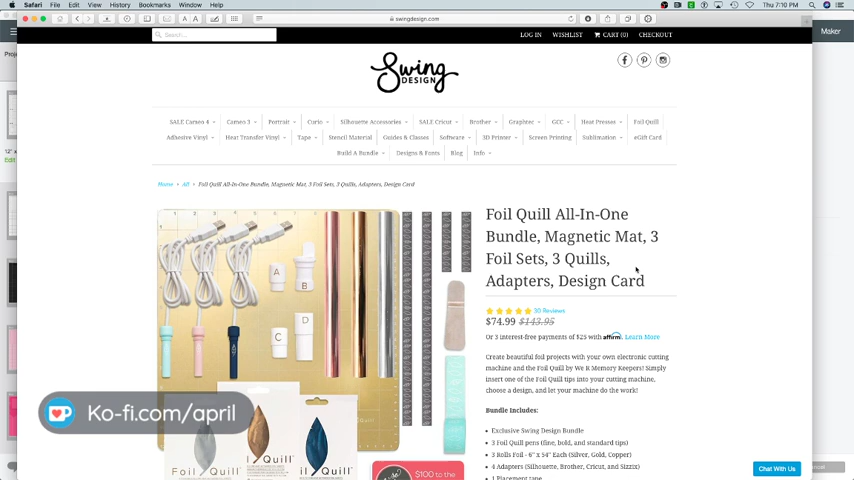 Safari File Edit View History Bookmarks Window Help Thu 7:10 PM
swingdesign.com
Maker
Search...
LOG IN WISHLIST CART (0) CHECKOUT
Swing
DESIGN
SALE Cameo 4 Cameo 3 Portrait Curio Silhouette Accessories SALE Cricut Brother Graphtec GCC Heat Presses Foil Quill
Adhesive Vinyl Heat Transfer Vinyl Tape Stencil Material Guides & Classes Software 3D Printer Screen Printing Sublimation eGift Card
Build A Bundle Designs & Fonts Blog Info
Home › All › Foil Quill All-In-One Bundle, Magnetic Mat, 3 Foil Sets, 3 Quills, Adapters, Design Card
Foil Quill All-In-One
Bundle, Magnetic Mat, 3
Foil Sets, 3 Quills,
Adapters, Design Card
30 Reviews
$74.99 $143.95
Or 3 interest-free payments of $25 with affirm. Learn More
Create beautiful foil projects with your own electronic cutting
machine and the Foil Quill by We R Memory Keepers! Simply
insert one of the Foil Quill tips into your cutting machine,
choose a design, and let your machine do the work!
Bundle Includes:
Exclusive Swing Design Bundle
3 Foil Quill pens (fine, bold, and standard tips)
3 Rolls Foil - 6" x 54" Each (Silver, Gold, Copper)
4 Adapters (Silhouette, Brother, Cricut, and Sizzix)
1 Placement tape
A
B
C
D
Foil Quill
Foil Quill
Foil Quill
$100 to the
Ko-fi.com/april
Chat With Us
12" x
Edit